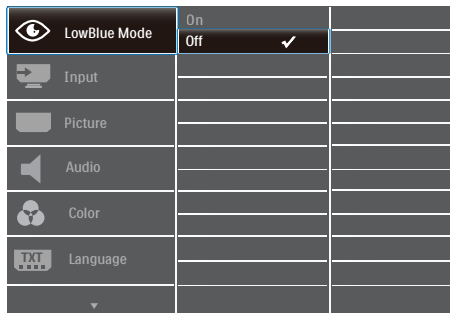 LowBlue Mode
On
Off
Input
Picture
Audio
Color
TXT
Language